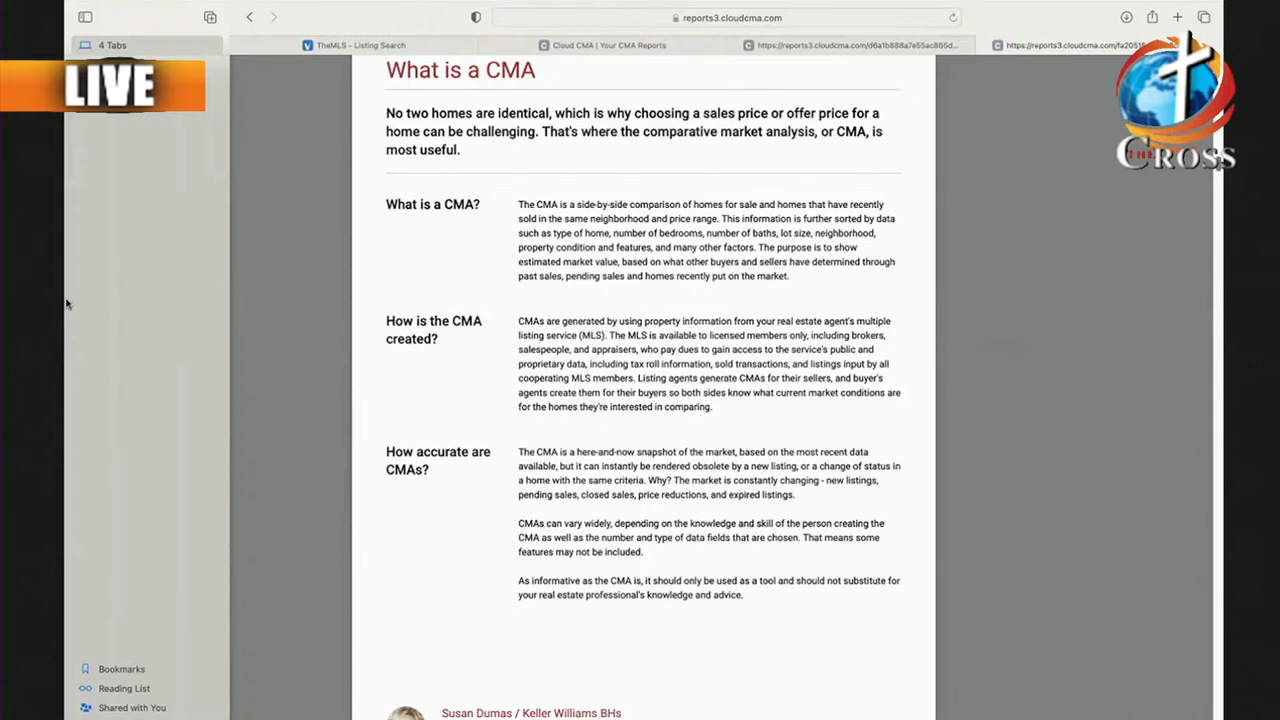 reports3.cloudcma.com
4 Tabs
TheMLS - Listing Search
Cloud CMA | Your CMA Reports
https://reports3.cloudcma.com/d6a1b888a7e55ac865d...
https://reports3.cloudcma.com/fa2051
LIVE
THE CROSS
What is a CMA
No two homes are identical, which is why choosing a sales price or offer price for a
home can be challenging. That's where the comparative market analysis, or CMA, is
most useful.
What is a CMA?
The CMA is a side-by-side comparison of homes for sale and homes that have recently
sold in the same neighborhood and price range. This information is further sorted by data
such as type of home, number of bedrooms, number of baths, lot size, neighborhood,
property condition and features, and many other factors. The purpose is to show
estimated market value, based on what other buyers and sellers have determined through
past sales, pending sales and homes recently put on the market.
How is the CMA
created?
CMAs are generated by using property information from your real estate agent's multiple
listing service (MLS). The MLS is available to licensed members only, including brokers,
salespeople, and appraisers, who pay dues to gain access to the service's public and
proprietary data, including tax roll information, sold transactions, and listings input by all
cooperating MLS members. Listing agents generate CMAs for their sellers, and buyer's
agents create them for their buyers so both sides know what current market conditions are
for the homes they're interested in comparing.
How accurate are
CMAs?
The CMA is a here-and-now snapshot of the market, based on the most recent data
available, but it can instantly be rendered obsolete by a new listing, or a change of status in
a home with the same criteria. Why? The market is constantly changing - new listings,
pending sales, closed sales, price reductions, and expired listings.
CMAs can vary widely, depending on the knowledge and skill of the person creating the
CMA as well as the number and type of data fields that are chosen. That means some
features may not be included.
As informative as the CMA is, it should only be used as a tool and should not substitute for
your real estate professional's knowledge and advice.
Bookmarks
Reading List
Shared with You
Susan Dumas / Keller Williams BHs